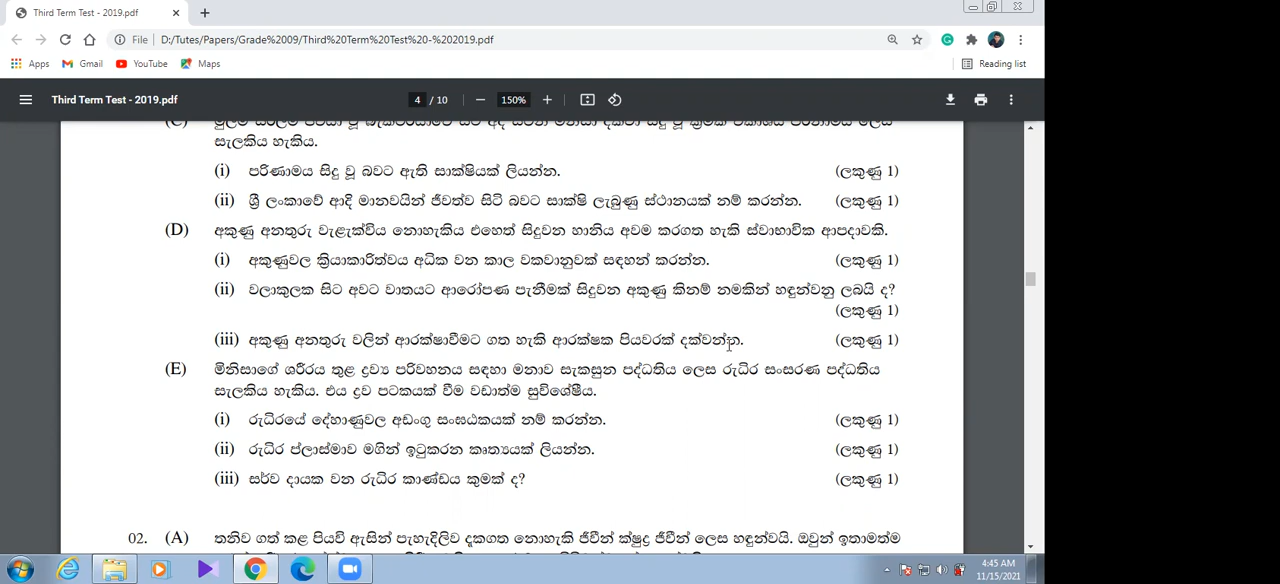 Third Term Test - 2019.pdf
File | D:/Tutes/Papers/Grade%2009/Third%20Term%20Test%20-%202019.pdf
Apps Gmail YouTube Maps Reading list
Third Term Test - 2019.pdf 4 / 10 150%
සැලකිය හැකිය.
(i) පරිණාමය සිදු වූ බවට ඇති සාක්ෂියක් ලියන්න. (ලකුණු 1)
(ii) ශ්‍රී ලංකාවේ ආදි මානවයින් ජීවත්ව සිටි බවට සාක්ෂි ලැබුණු ස්ථානයක් නම් කරන්න. (ලකුණු 1)
(D) අකුණු අනතුරු වැළැක්විය නොහැකිය එහෙත් සිදුවන හානිය අවම කරගත හැකි ස්වාභාවික ආපදාවකි.
(i) අකුණුවල ක්‍රියාකාරිත්වය අධික වන කාල වකවානුවක් සඳහන් කරන්න. (ලකුණු 1)
(ii) වලාකුලක සිට අවට වාතයට ආරෝපණ පැනීමක් සිදුවන අකුණු කිනම් නමකින් හඳුන්වනු ලබයි ද?
(ලකුණු 1)
(iii) අකුණු අනතුරු වලින් ආරක්ෂාවීමට ගත හැකි ආරක්ෂක පියවරක් දක්වන්න. (ලකුණු 1)
(E) මිනිසාගේ ශරීරය තුළ ද්‍රව්‍ය පරිවහනය සඳහා මනාව සැකසුන පද්ධතිය ලෙස රුධිර සංසරණ පද්ධතිය
සැලකිය හැකිය. එය ද්‍රව පටකයක් වීම වඩාත්ම සුවිශේෂීය.
(i) රුධිරයේ දේහාණුවල අඩංගු සංඝඨකයක් නම් කරන්න. (ලකුණු 1)
(ii) රුධිර ප්ලාස්මාව මගින් ඉටුකරන කෘත්‍යයක් ලියන්න. (ලකුණු 1)
(iii) සර්ව දායක වන රුධිර කාණ්ඩය කුමක් ද? (ලකුණු 1)
02. (A) තනිව ගත් කළ පියවි ඇසින් පැහැදිලිව දැකගත නොහැකි ජීවීන් ක්ෂුද්‍ර ජීවීන් ලෙස හඳුන්වයි. ඔවුන් ඉතාමත්ම
4:45 AM
11/15/2021